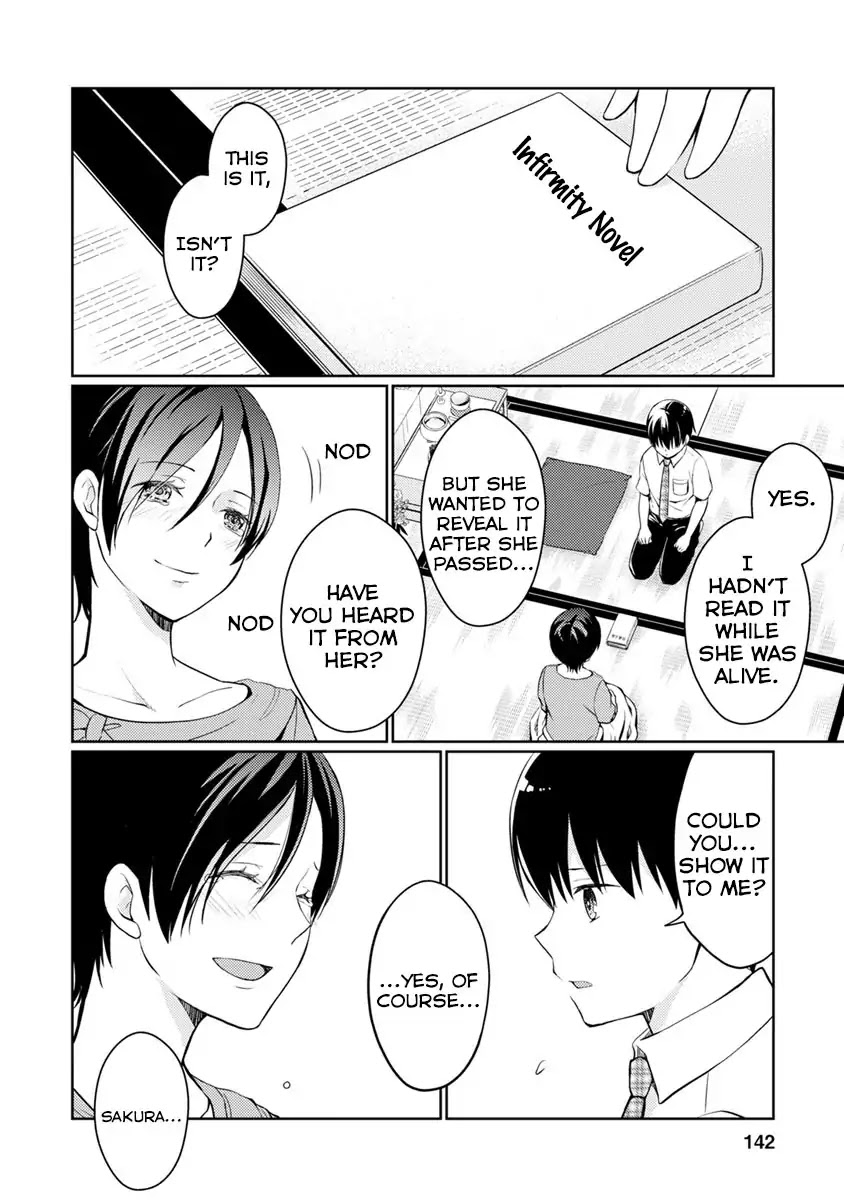 THIS
IS IT,
ISN'T
IT?
Infirmity Novel
YES.
I
HADN'T
READ IT
WHILE
SHE WAS
ALIVE.
BUT SHE
WANTED TO
REVEAL IT
AFTER SHE
PASSED...
HAVE
YOU HEARD
IT FROM
HER?
NOD
NOD
COULD
YOU...
SHOW IT
TO ME?
...YES, OF
COURSE...
SAKURA...
142